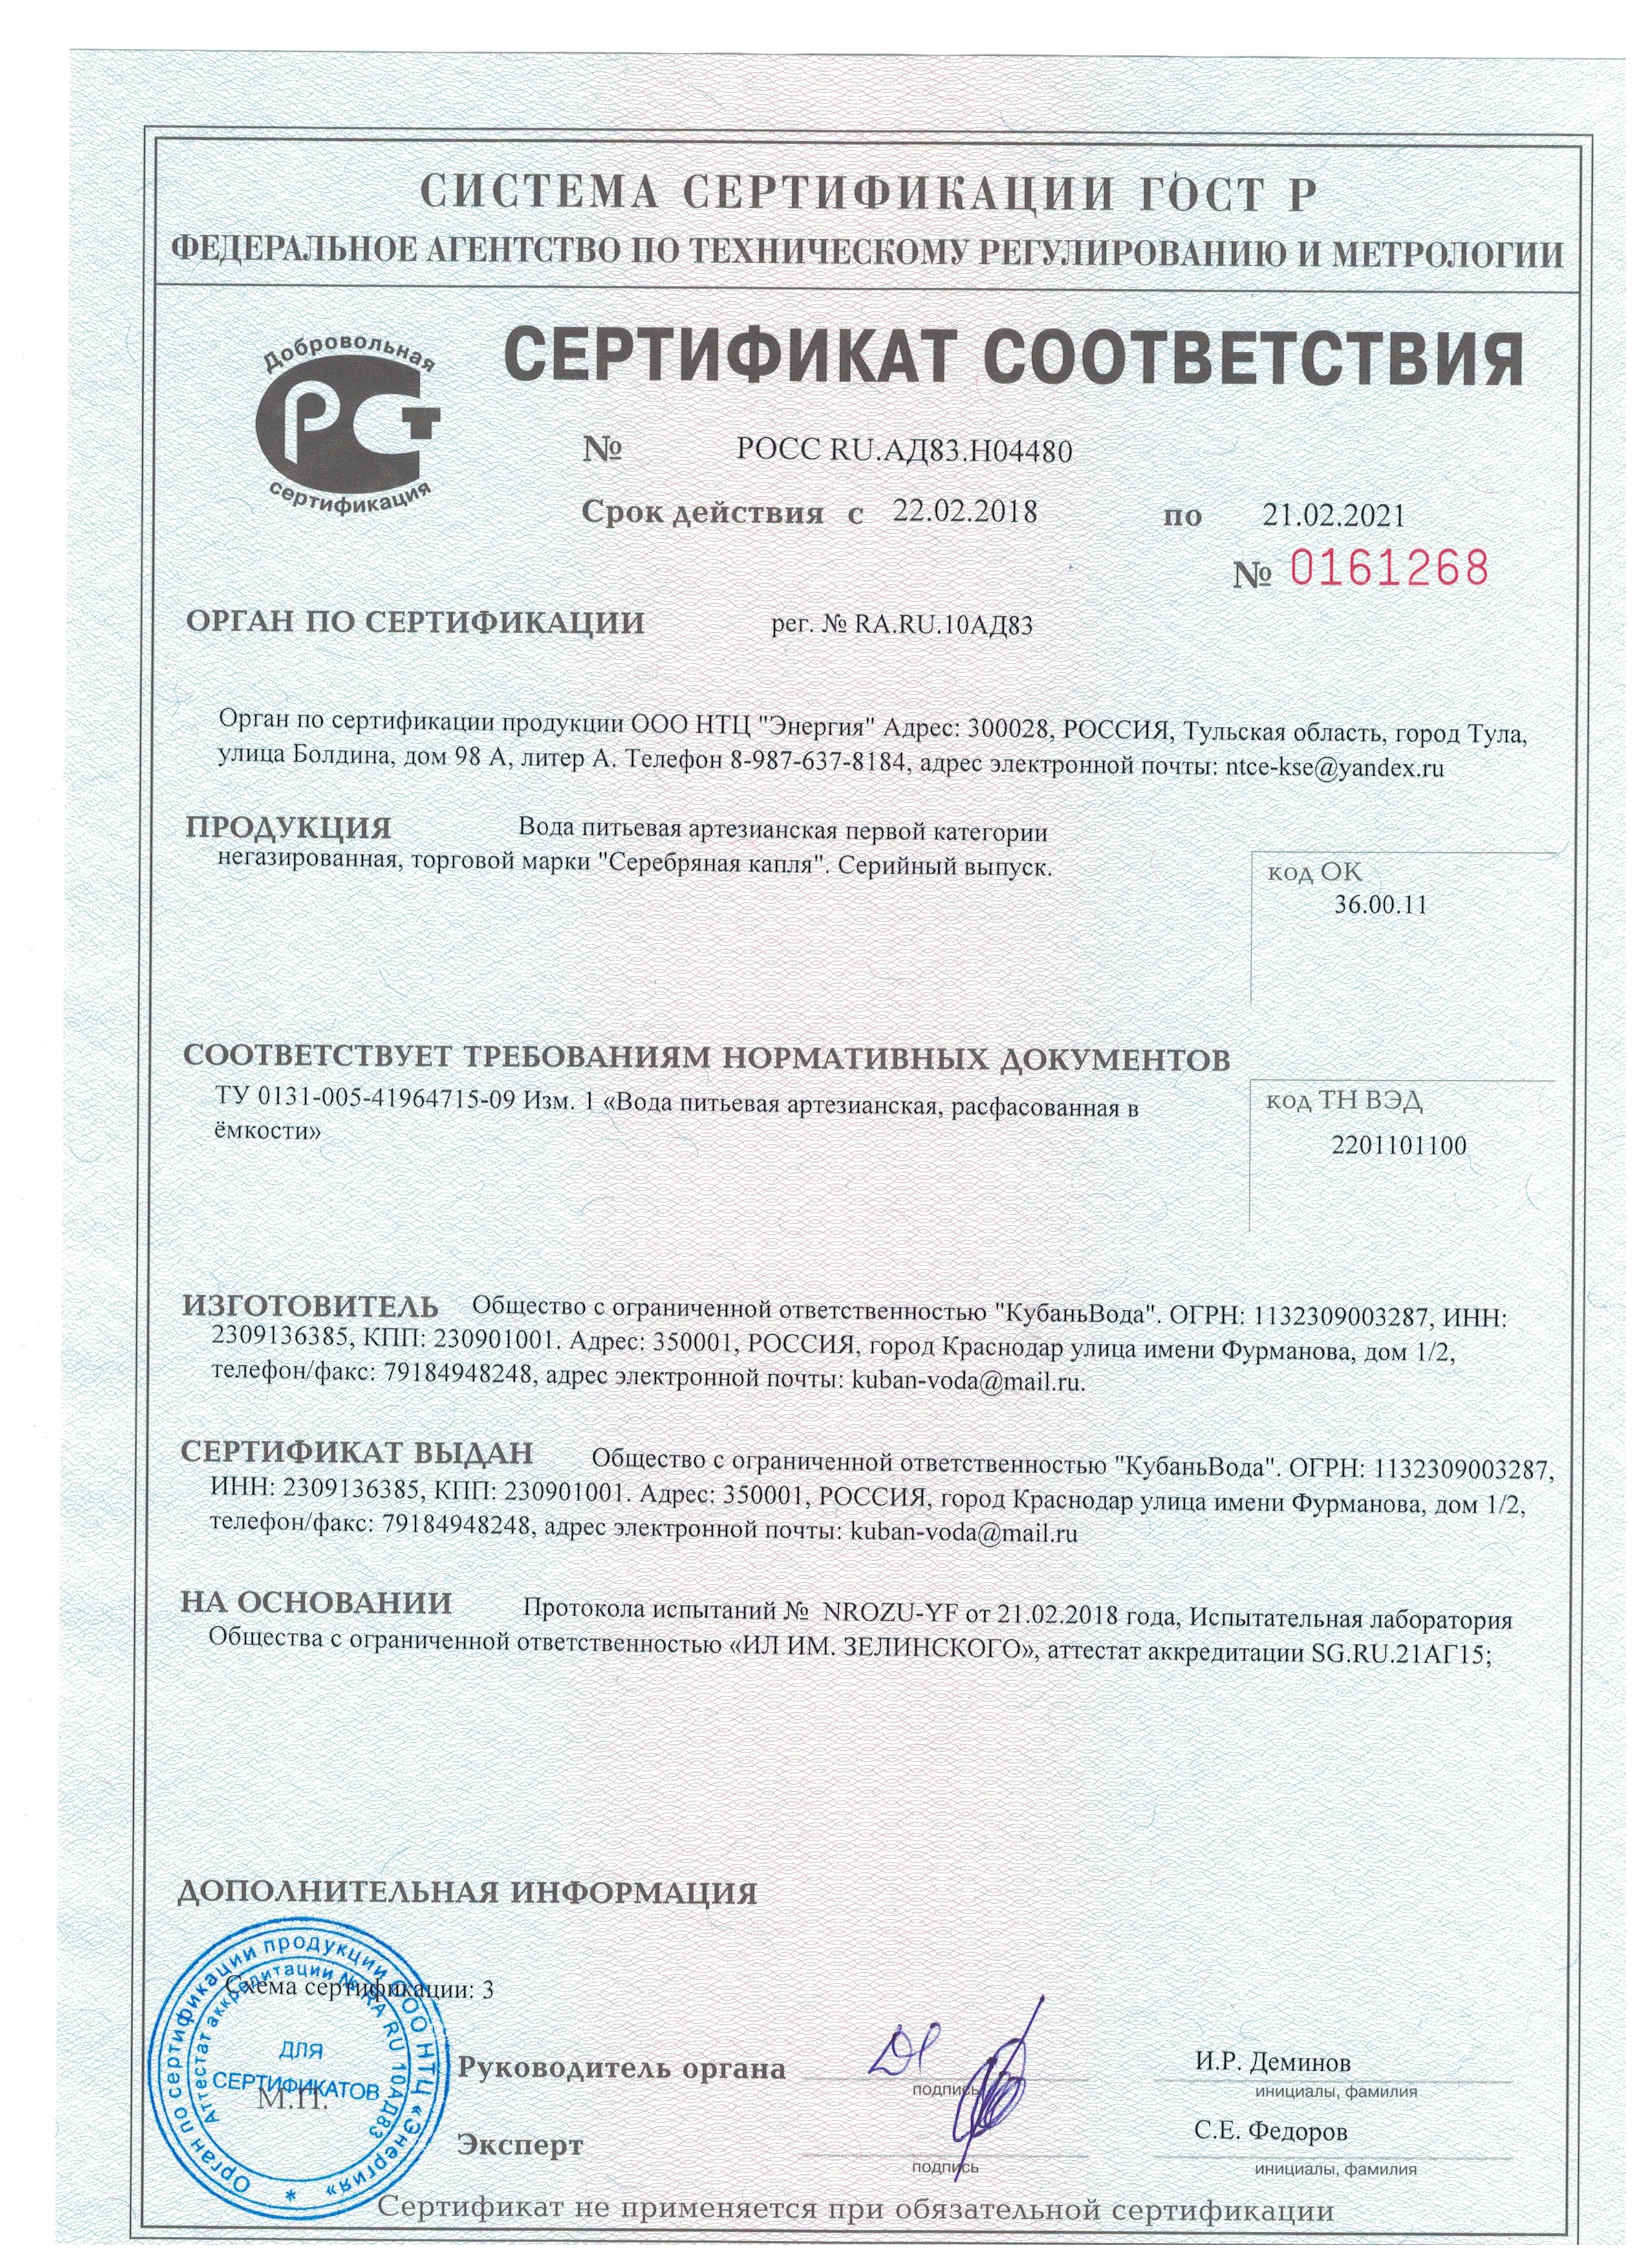 СИСТЕМА СЕРТИФИКАЦИИ ГОСТ Р
ФЕДЕРАЛЬНОЕ АГЕНТСТВО ПО ТЕХНИЧЕСКОМУ РЕГУЛИРОВАНИЮ И МЕТРОЛОГИИ
Добровольная
РСТ
сертификация
СЕРТИФИКАТ СООТВЕТСТВИЯ
№ РОСС RU.АД83.Н04480
Срок действия с 22.02.2018 по 21.02.2021
№ 0161268
ОРГАН ПО СЕРТИФИКАЦИИ рег. № RA.RU.10АД83
Орган по сертификации продукции ООО НТЦ "Энергия" Адрес: 300028, РОССИЯ, Тульская область, город Тула,
улица Болдина, дом 98 А, литер А. Телефон 8-987-637-8184, адрес электронной почты: ntce-kse@yandex.ru
ПРОДУКЦИЯ Вода питьевая артезианская первой категории
негазированная, торговой марки "Серебряная капля". Серийный выпуск.
код ОК
36.00.11
СООТВЕТСТВУЕТ ТРЕБОВАНИЯМ НОРМАТИВНЫХ ДОКУМЕНТОВ
ТУ 0131-005-41964715-09 Изм. 1 «Вода питьевая артезианская, расфасованная в
ёмкости»
код ТН ВЭД
2201101100
ИЗГОТОВИТЕЛЬ Общество с ограниченной ответственностью "КубаньВода". ОГРН: 1132309003287, ИНН:
2309136385, КПП: 230901001. Адрес: 350001, РОССИЯ, город Краснодар улица имени Фурманова, дом 1/2,
телефон/факс: 79184948248, адрес электронной почты: kuban-voda@mail.ru.
СЕРТИФИКАТ ВЫДАН Общество с ограниченной ответственностью "КубаньВода". ОГРН: 1132309003287,
ИНН: 2309136385, КПП: 230901001. Адрес: 350001, РОССИЯ, город Краснодар улица имени Фурманова, дом 1/2,
телефон/факс: 79184948248, адрес электронной почты: kuban-voda@mail.ru
НА ОСНОВАНИИ Протокола испытаний № NROZU-YF от 21.02.2018 года, Испытательная лаборатория
Общества с ограниченной ответственностью «ИЛ ИМ. ЗЕЛИНСКОГО», аттестат аккредитации SG.RU.21АГ15;
ДОПОЛНИТЕЛЬНАЯ ИНФОРМАЦИЯ
Схема сертификации: 3
Орган по сертификации продукции ООО НТЦ «Энергия» *
Аттестат аккредитации № RA RU 10АД83
ДЛЯ
СЕРТИФИКАТОВ
М.П.
Руководитель органа
подпись
И.Р. Деминов
инициалы, фамилия
Эксперт
подпись
С.Е. Федоров
инициалы, фамилия
Сертификат не применяется при обязательной сертификации